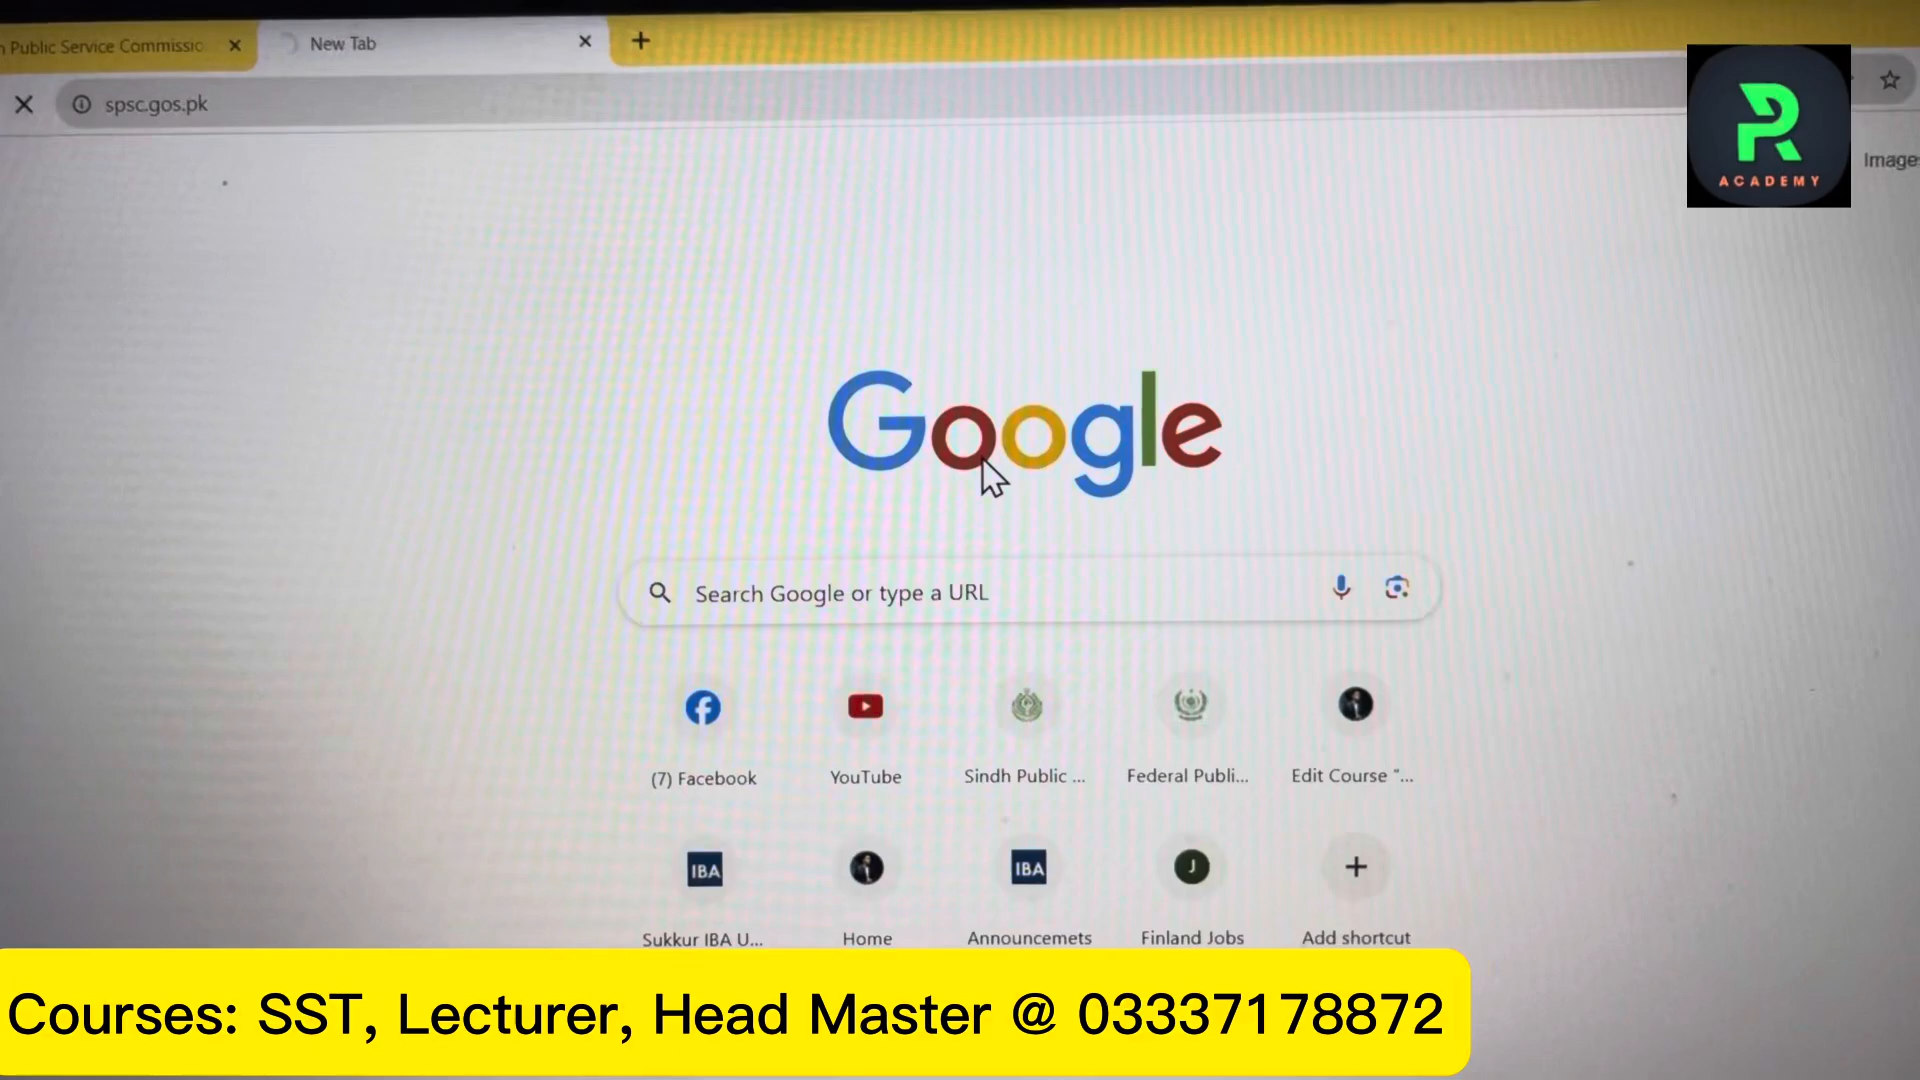 Public Service Commissio
New Tab
spsc.gos.pk
R
ACADEMY
Image
Google
Search Google or type a URL
(7) Facebook
YouTube
Sindh Public ...
Federal Publi...
Edit Course "...
IBA
IBA
J
Sukkur IBA U...
Home
Announcemets
Finland Jobs
Add shortcut
Courses: SST, Lecturer, Head Master @ 03337178872